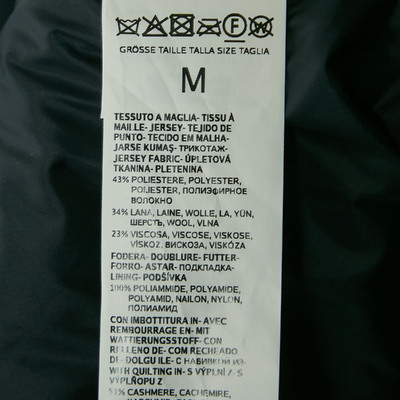 F W
GRÖSSE TAILLE TALLA SIZE TAGLIA
M
TESSUTO A MAGLIA- TISSU À
MAILLE- JERSEY- TEJIDO DE
PUNTO- TECIDO EM MALHA-
JARSE KUMAŞ- ТРИКОТАЖ-
JERSEY FABRIC- ÚPLETOVÁ
TKANINA- PLETENINA
43% POLIESTERE, POLYESTER,
POLIESTER, ПОЛИЭФИРНОЕ
ВОЛОКНО
34% LANA, LAINE, WOLLE, LA, YÜN,
ШЕРСТЬ, WOOL, VLNA
23% VISCOSA, VISCOSE, VISKOSE,
VİSKOZ, ВИСКОЗА, VISKÓZA
FODERA- DOUBLURE- FUTTER-
FORRO- ASTAR- ПОДКЛАДКА-
LINING- PODŠÍVKA
100% POLIAMMIDE, POLYAMIDE,
POLYAMID, NAILON, NYLON,
ПОЛИАМИД
CON IMBOTTITURA IN- AVEC
REMBOURRAGE EN- MIT
WATTIERUNGSSTOFF- CON
RELLENO DE- COM RECHEADO
DE- DOLGU ILE- С НАБИВКОЙ ИЗ-
WITH QUILTING IN- S VÝPLNÍ Z- S
VÝPLŇOU Z
CASHMERE, CACHEMIRE,